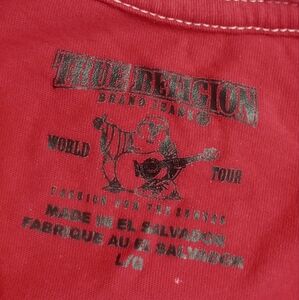 TRUE RELIGION
BRAND JEANS
WORLD TOUR
FASHION FOR THE SENSES
MADE IN EL SALVADOR
FABRIQUE AU EL SALVADOR
L/G